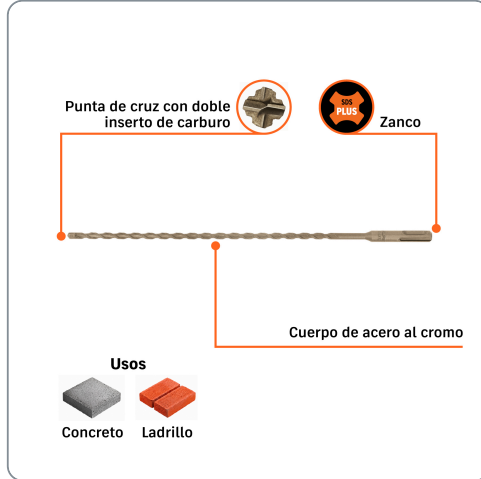 Punta de cruz con doble
inserto de carburo
SDS
PLUS
Zanco
Cuerpo de acero al cromo
Usos
Concreto
Ladrillo